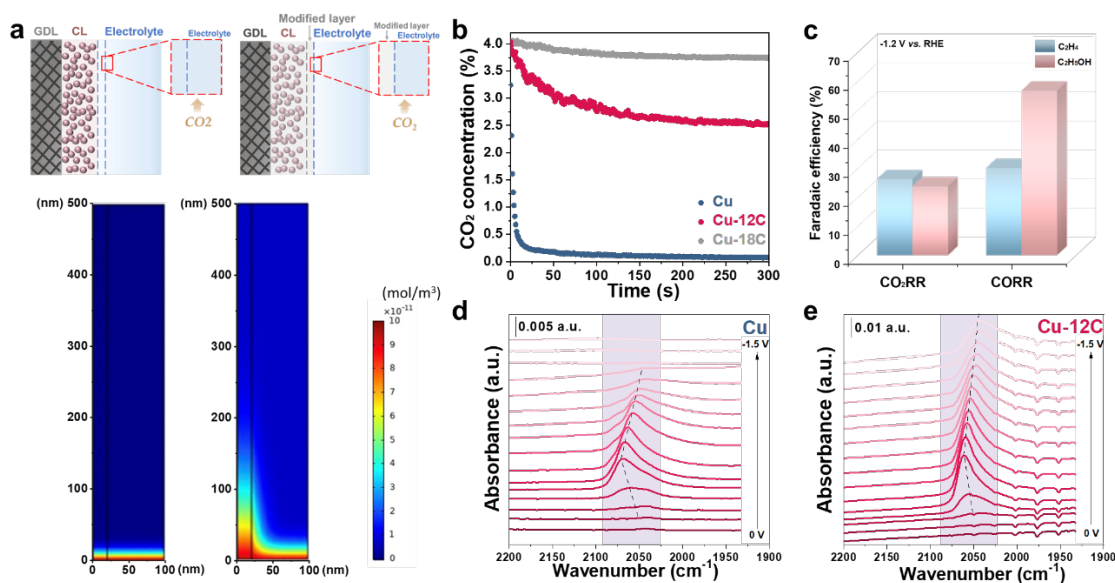 a
GDL CL Electrolyte
Electrolyte
CO2
Modified layer
GDL CL Electrolyte
Modified layer
Electrolyte
CO₂
(nm) (nm)
500 500
400 400
300 300
200 200
100 100
0 0
0 50 100 (nm) 0 50 100 (nm)
(mol/m³)
×10⁻¹¹
10
9
8
7
6
5
4
3
2
1
0
b
CO₂ concentration (%)
4.0
3.5
3.0
2.5
2.0
1.5
1.0
0.5
0.0
Cu
Cu-12C
Cu-18C
0 50 100 150 200 250 300
Time (s)
c
-1.2 V vs. RHE
C₂H₄
C₂H₅OH
Faradaic efficiency (%)
80
70
60
50
40
30
20
10
0
CO₂RR CORR
d
0.005 a.u.
Cu
-1.5 V
0 V
Absorbance (a.u.)
2200 2100 2000 1900
Wavenumber (cm⁻¹)
e
0.01 a.u.
Cu-12C
-1.5 V
0 V
Absorbance (a.u.)
2200 2100 2000 1900
Wavenumber (cm⁻¹)